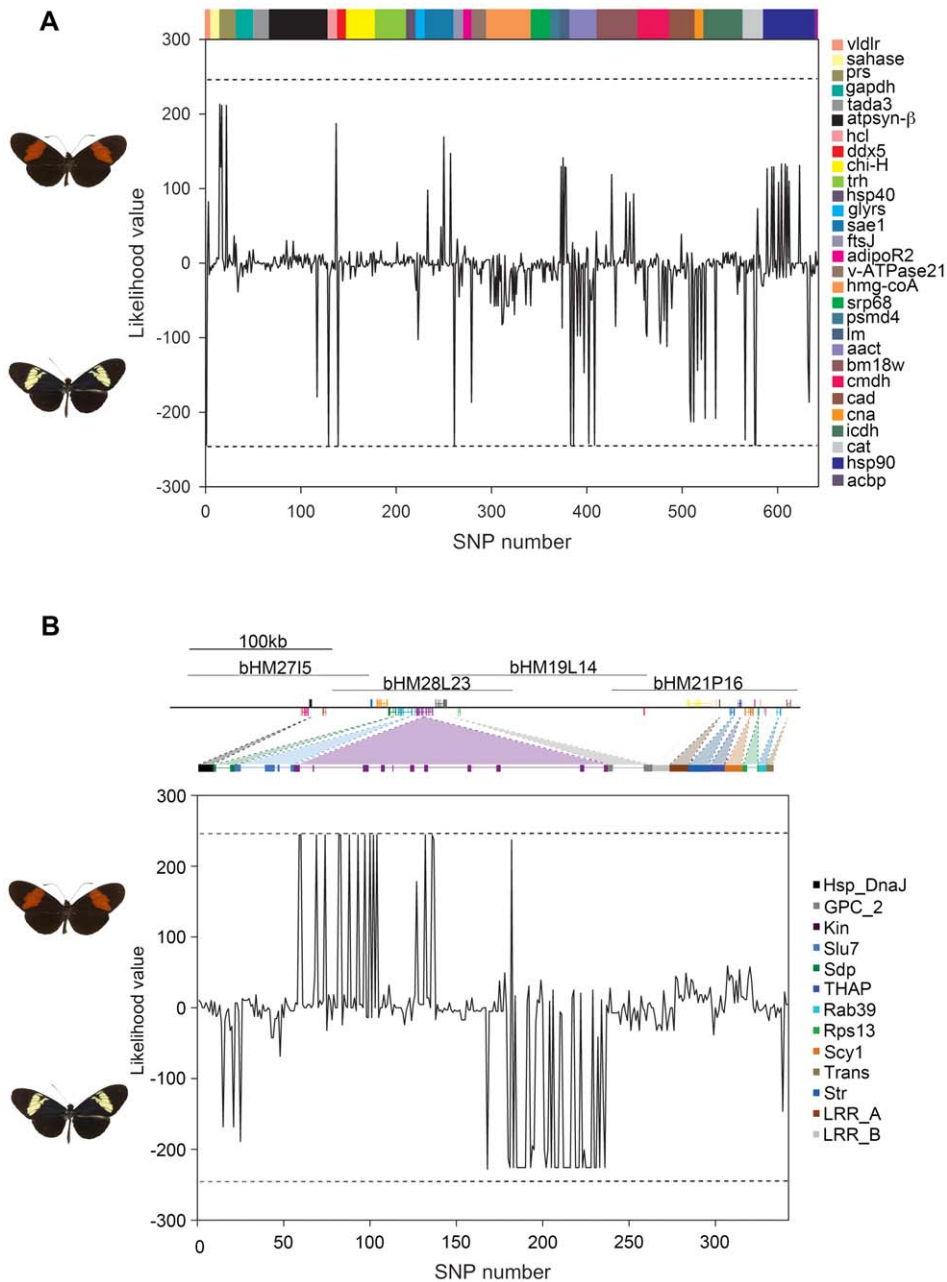 A
300
200
100
0
-100
-200
-300
Likelihood value
0 100 200 300 400 500 600
SNP number
vldlr
sahase
prs
gapdh
tada3
atpsyn-β
hcl
ddx5
chi-H
trh
hsp40
glyrs
sae1
ftsJ
adipoR2
v-ATPase21
hmg-coA
srp68
psmd4
lm
aact
bm18w
cmdh
cad
cna
icdh
cat
hsp90
acbp
B
100kb
bHM27I5
bHM19L14
bHM28L23
bHM21P16
300
200
100
0
-100
-200
-300
Likelihood value
0 50 100 150 200 250 300
SNP number
Hsp_DnaJ
GPC_2
Kin
Slu7
Sdp
THAP
Rab39
Rps13
Scy1
Trans
Str
LRR_A
LRR_B